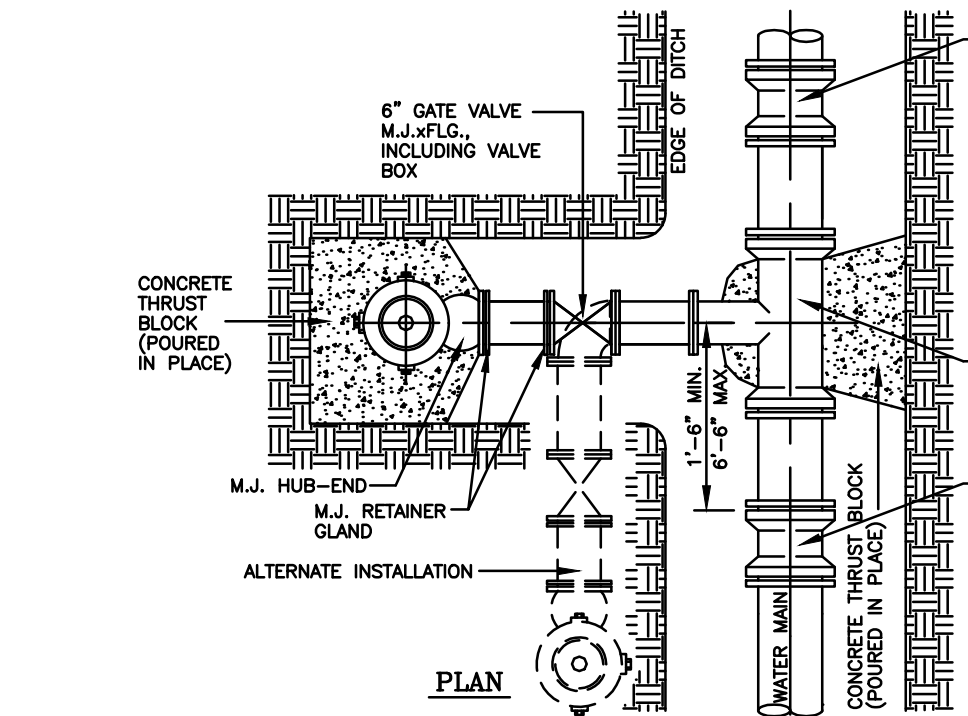 6" GATE VALVE
M.J.xFLG.,
INCLUDING VALVE
BOX
EDGE OF DITCH
CONCRETE
THRUST
BLOCK
(POURED
IN PLACE)
1'-6" MIN.
6'-6" MAX.
M.J. HUB-END
M.J. RETAINER
GLAND
ALTERNATE INSTALLATION
WATER MAIN
CONCRETE THRUST BLOCK
(POURED IN PLACE)
PLAN